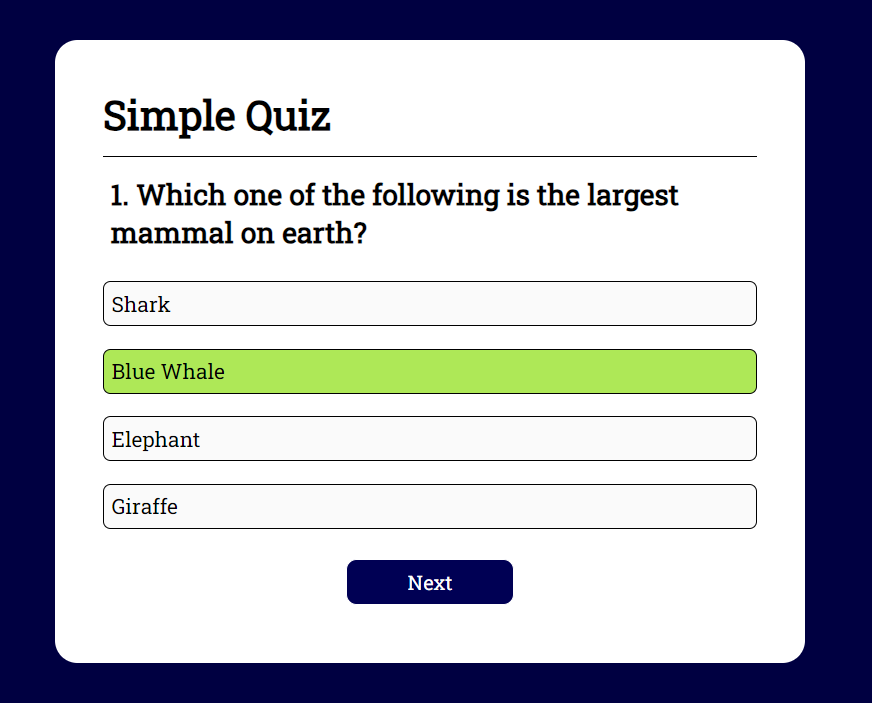 Simple Quiz
1. Which one of the following is the largest
mammal on earth?
Shark
Blue Whale
Elephant
Giraffe
Next